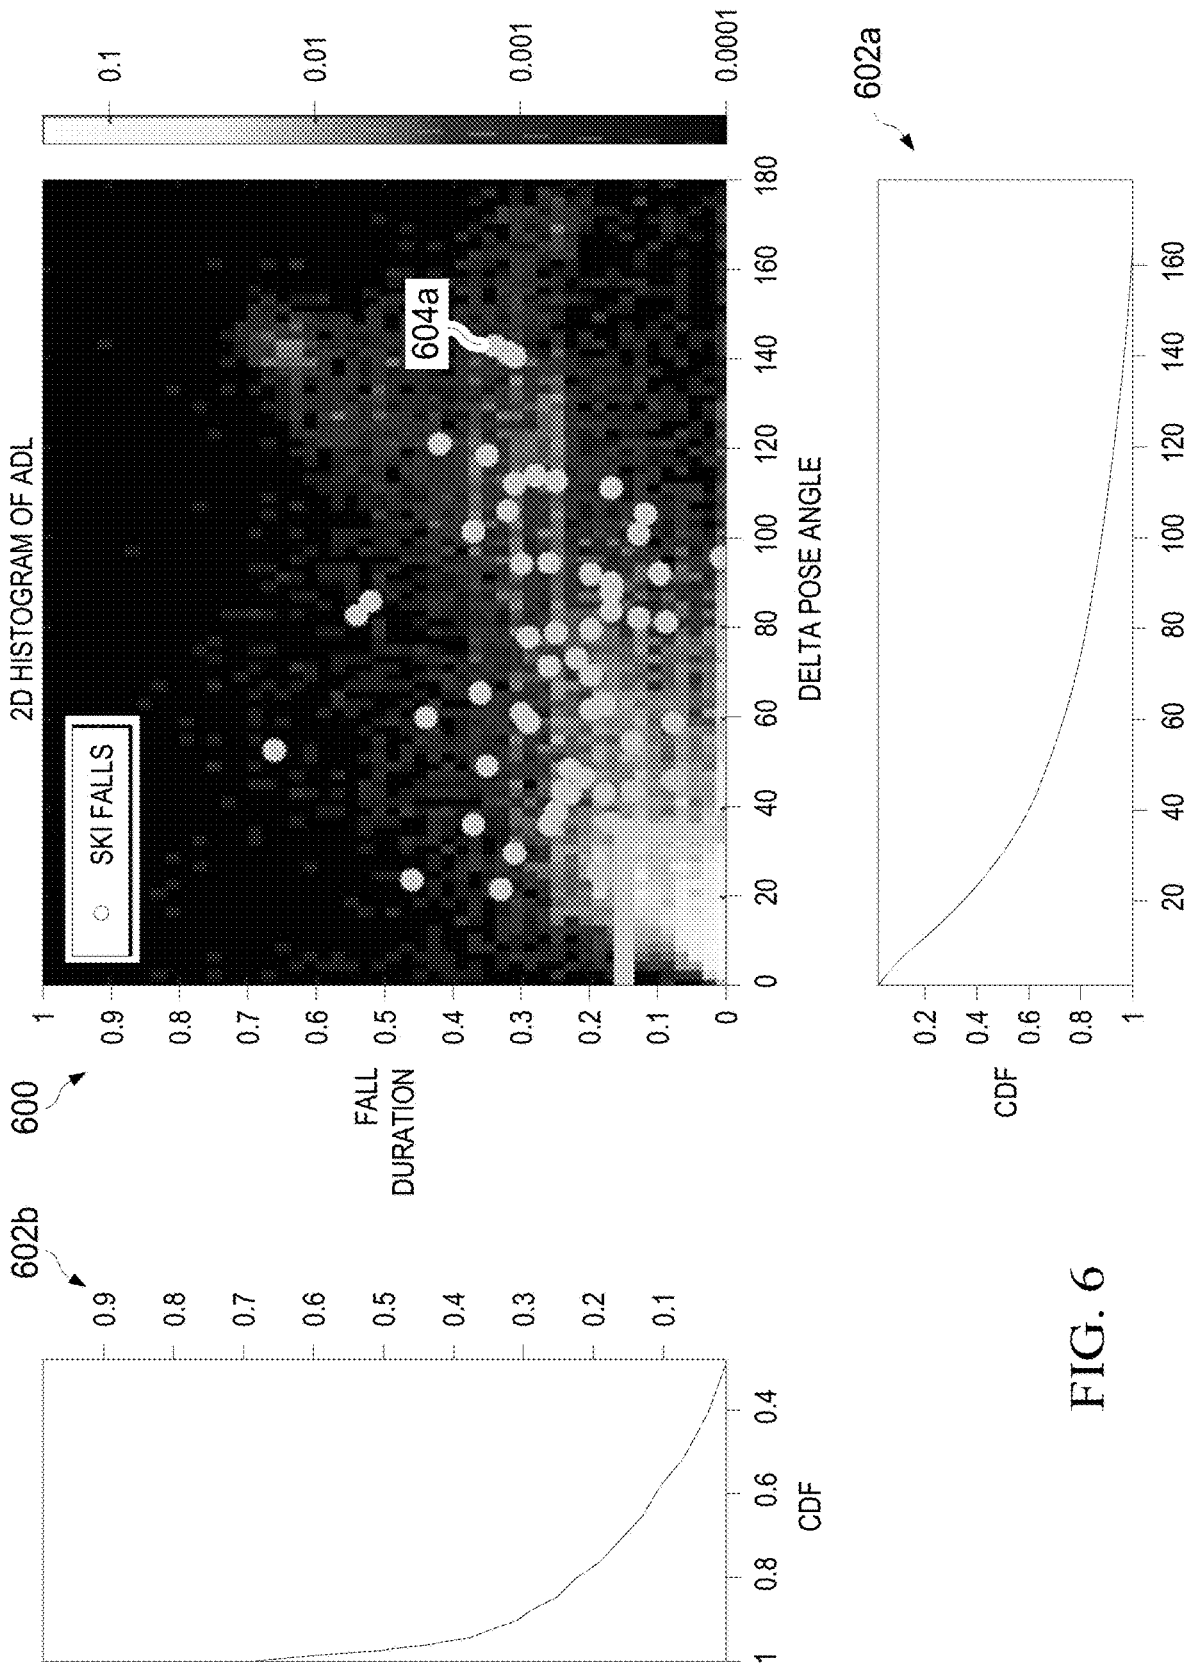 600
2D HISTOGRAM OF ADL
SKI FALLS
604a
FALL
DURATION
1
0.9
0.8
0.7
0.6
0.5
0.4
0.3
0.2
0.1
0
0 20 40 60 80 100 120 140 160 180
DELTA POSE ANGLE
0.1
0.01
0.001
0.0001
602b
0.9
0.8
0.7
0.6
0.5
0.4
0.3
0.2
0.1
1 0.8 0.6 0.4
CDF
602a
CDF
0.2
0.4
0.6
0.8
1
20 40 60 80 100 120 140 160
FIG. 6